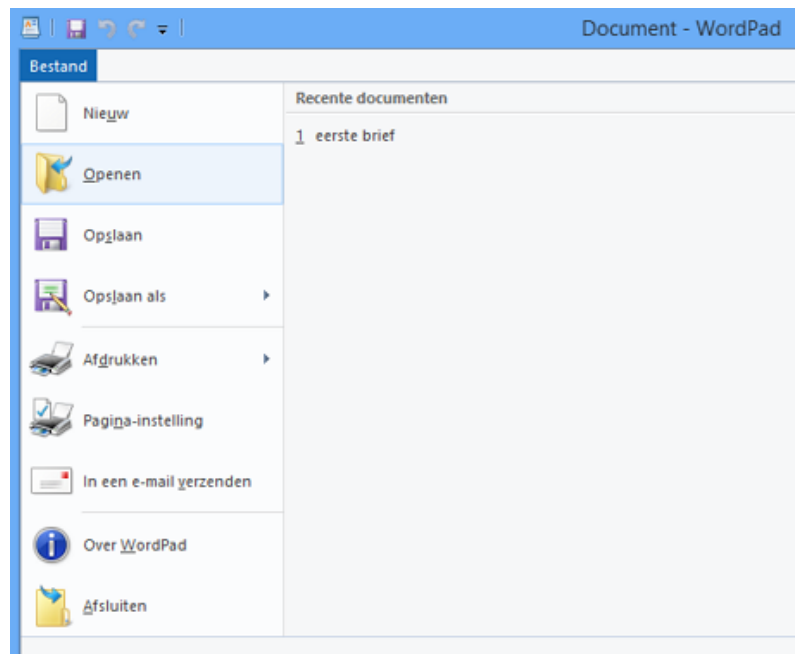 Document - WordPad
Bestand
Nieuw
Openen
Opslaan
Opslaan als
Afdrukken
Pagina-instelling
In een e-mail verzenden
Over WordPad
Afsluiten
Recente documenten
1 eerste brief